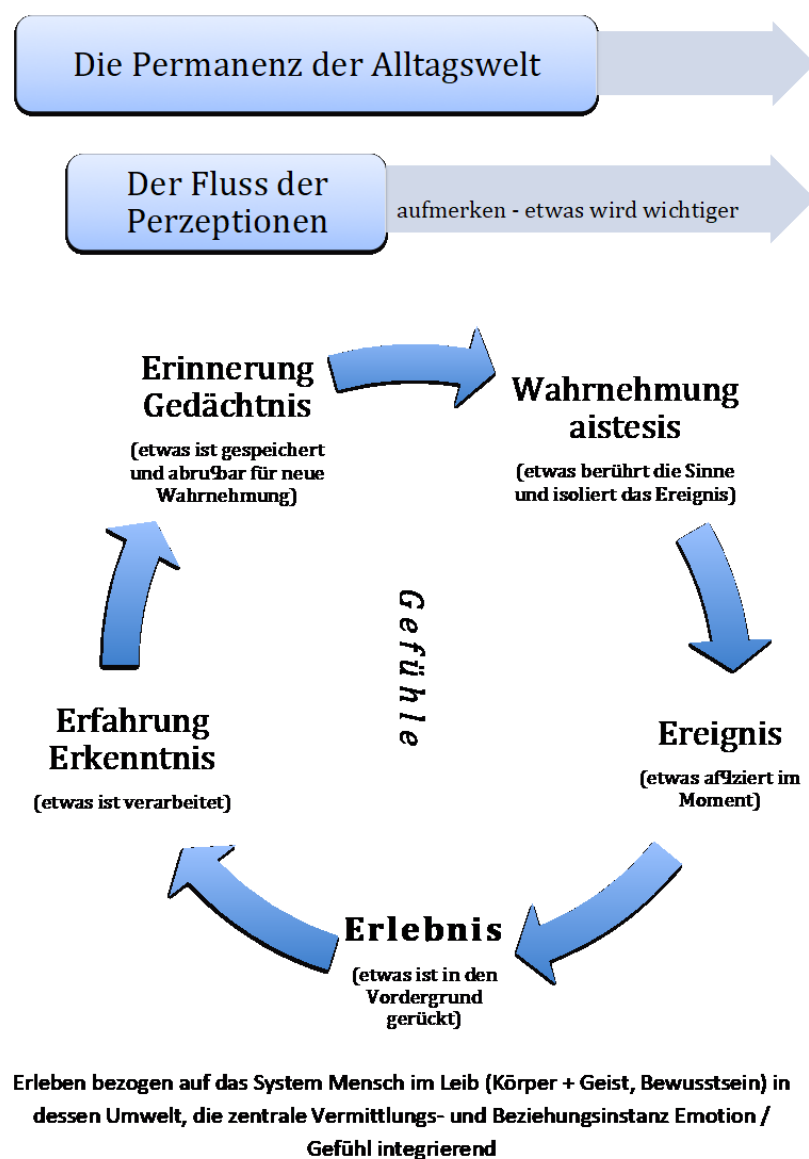 Die Permanenz der Alltagswelt
Der Fluss der
Perzeptionen
aufmerken - etwas wird wichtiger
Erinnerung
Gedächtnis
(etwas ist gespeichert
und abruƪbar für neue
Wahrnehmung)
Wahrnehmung
aistesis
(etwas berührt die Sinne
und isoliert das Ereignis)
Gefühle
Ereignis
(etwas afƪziert im
Moment)
Erlebnis
(etwas ist in den
Vordergrund
gerückt)
Erfahrung
Erkenntnis
(etwas ist verarbeitet)
Erleben bezogen auf das System Mensch im Leib (Körper + Geist, Bewusstsein) in
dessen Umwelt, die zentrale Vermittlungs- und Beziehungsinstanz Emotion /
Gefühl integrierend